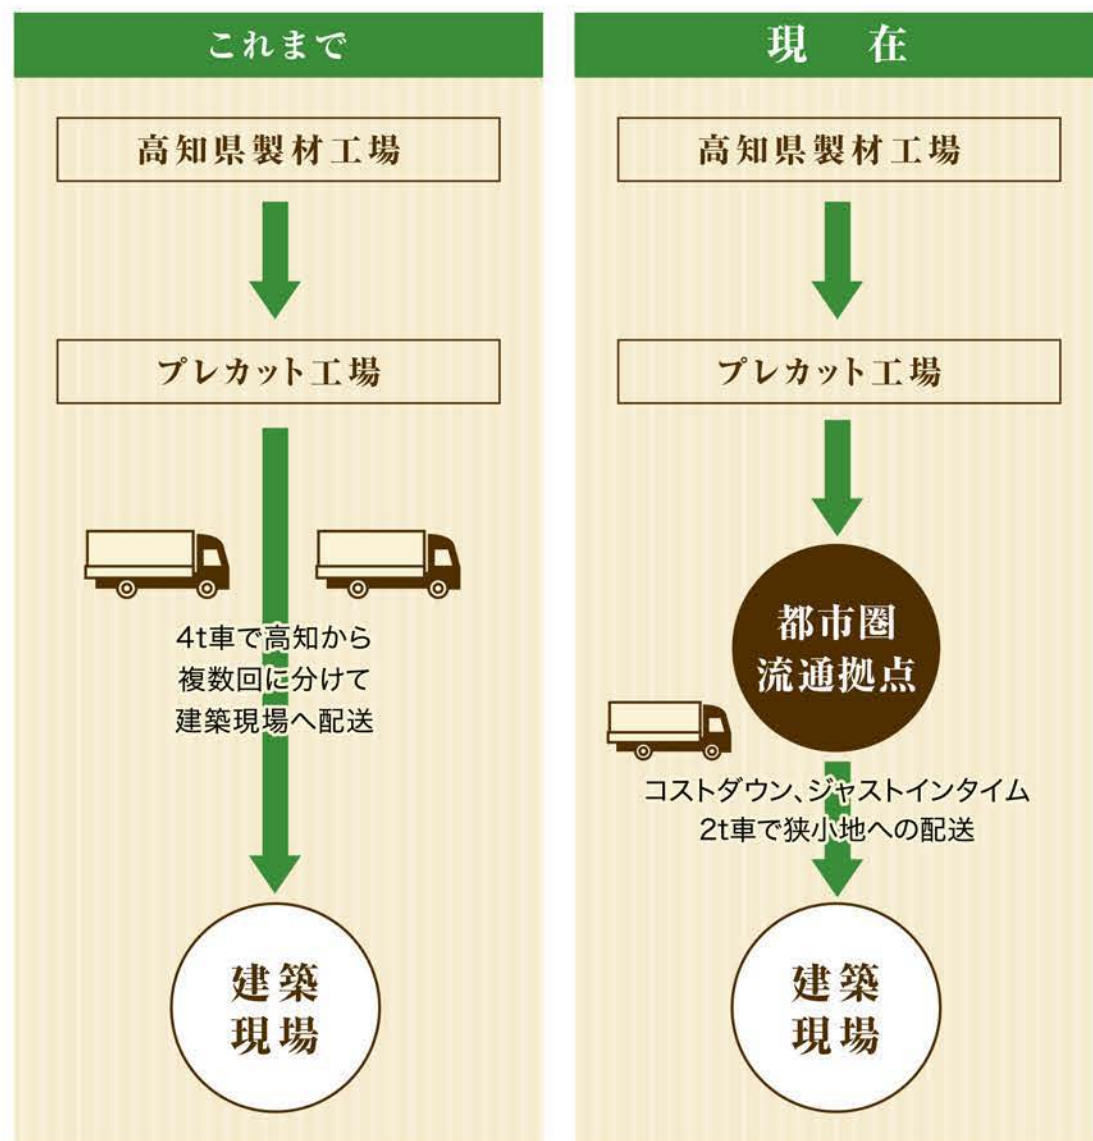 これまで
高知県製材工場
プレカット工場
4t車で高知から
複数回に分けて
建築現場へ配送
建築
現場
現 在
高知県製材工場
プレカット工場
都市圏
流通拠点
コストダウン、ジャストインタイム
2t車で狭小地への配送
建築
現場